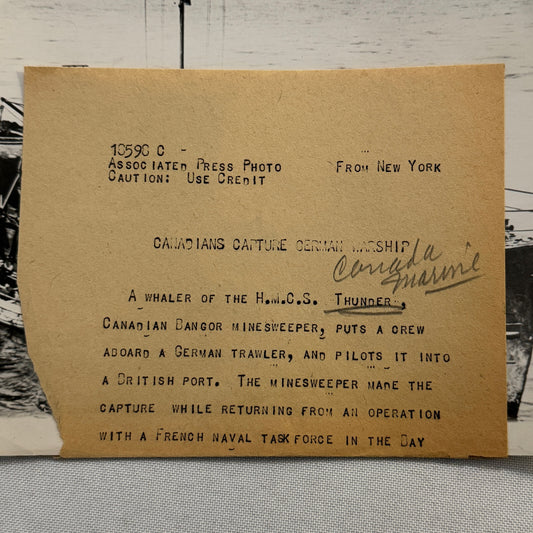 10590 C -
Associated Press Photo From New York
Caution: Use Credit
CANADIANS CAPTURE GERMAN WARSHIP
Canada
Marine
A whaler of the H.M.C.S. Thunder,
Canadian Bangor minesweeper, puts a crew
aboard a German trawler, and pilots it into
a British port. The minesweeper made the
capture while returning from an operation
with a French naval task force in the Bay